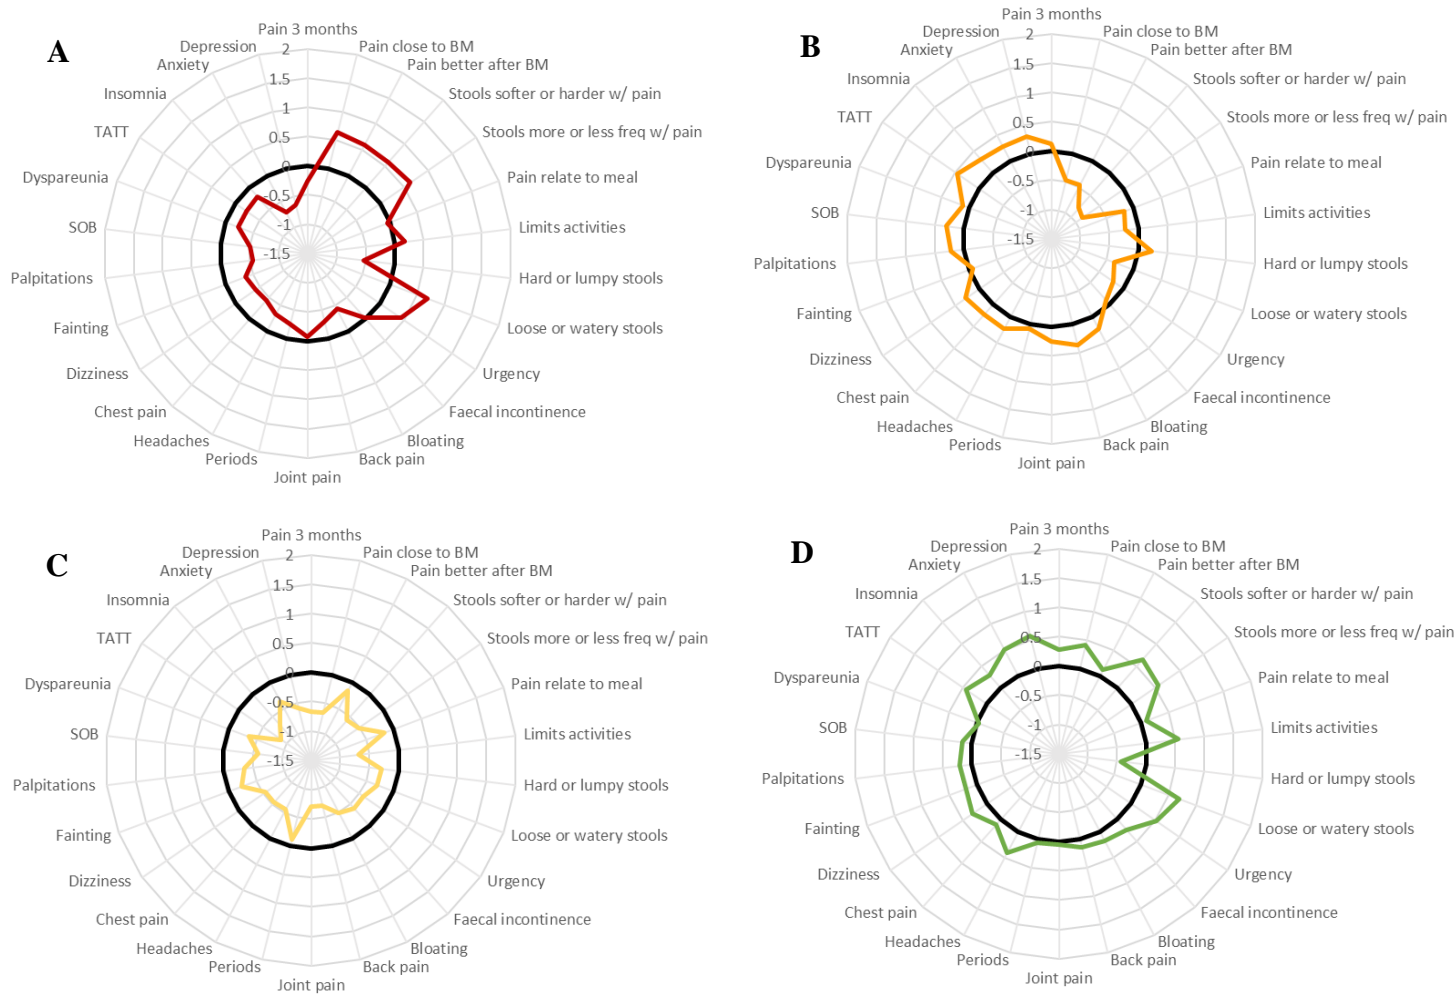 A
Pain 3 months
Pain close to BM
Pain better after BM
Stools softer or harder w/ pain
Stools more or less freq w/ pain
Pain relate to meal
Limits activities
Hard or lumpy stools
Loose or watery stools
Urgency
Faecal incontinence
Bloating
Back pain
Joint pain
Periods
Headaches
Chest pain
Dizziness
Fainting
Palpitations
SOB
Dyspareunia
TATT
Insomnia
Anxiety
Depression
2
1.5
1
0.5
0
-0.5
-1
-1.5
B
Pain 3 months
Pain close to BM
Pain better after BM
Stools softer or harder w/ pain
Stools more or less freq w/ pain
Pain relate to meal
Limits activities
Hard or lumpy stools
Loose or watery stools
Urgency
Faecal incontinence
Bloating
Back pain
Joint pain
Periods
Headaches
Chest pain
Dizziness
Fainting
Palpitations
SOB
Dyspareunia
TATT
Insomnia
Anxiety
Depression
2
1.5
1
0.5
0
-0.5
-1
-1.5
C
Pain 3 months
Pain close to BM
Pain better after BM
Stools softer or harder w/ pain
Stools more or less freq w/ pain
Pain relate to meal
Limits activities
Hard or lumpy stools
Loose or watery stools
Urgency
Faecal incontinence
Bloating
Back pain
Joint pain
Periods
Headaches
Chest pain
Dizziness
Fainting
Palpitations
SOB
Dyspareunia
TATT
Insomnia
Anxiety
Depression
2
1.5
1
0.5
0
-0.5
-1
-1.5
D
Pain 3 months
Pain close to BM
Pain better after BM
Stools softer or harder w/ pain
Stools more or less freq w/ pain
Pain relate to meal
Limits activities
Hard or lumpy stools
Loose or watery stools
Urgency
Faecal incontinence
Bloating
Back pain
Joint pain
Periods
Headaches
Chest pain
Dizziness
Fainting
Palpitations
SOB
Dyspareunia
TATT
Insomnia
Anxiety
Depression
2
1.5
1
0.5
0
-0.5
-1
-1.5